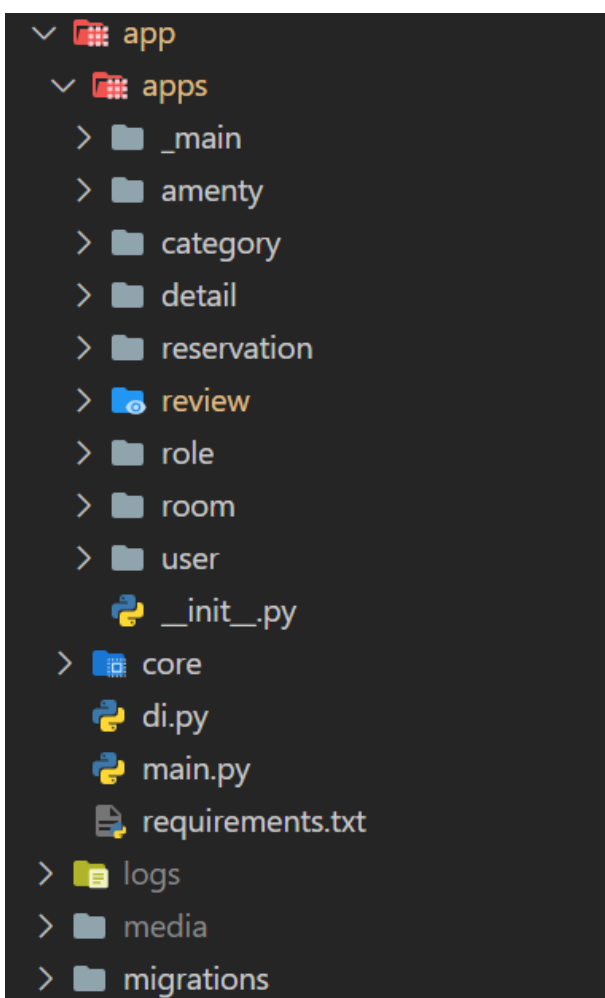 app
apps
_main
amenty
category
detail
reservation
review
role
room
user
__init__.py
core
di.py
main.py
requirements.txt
logs
media
migrations